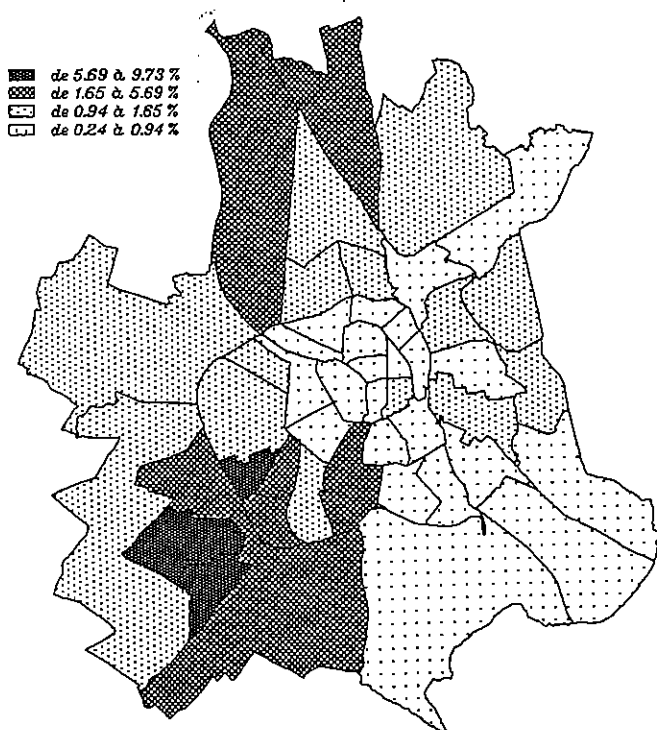 de 5.69 à 9.73 %
de 1.65 à 5.69 %
de 0.94 à 1.65 %
de 0.24 à 0.94 %